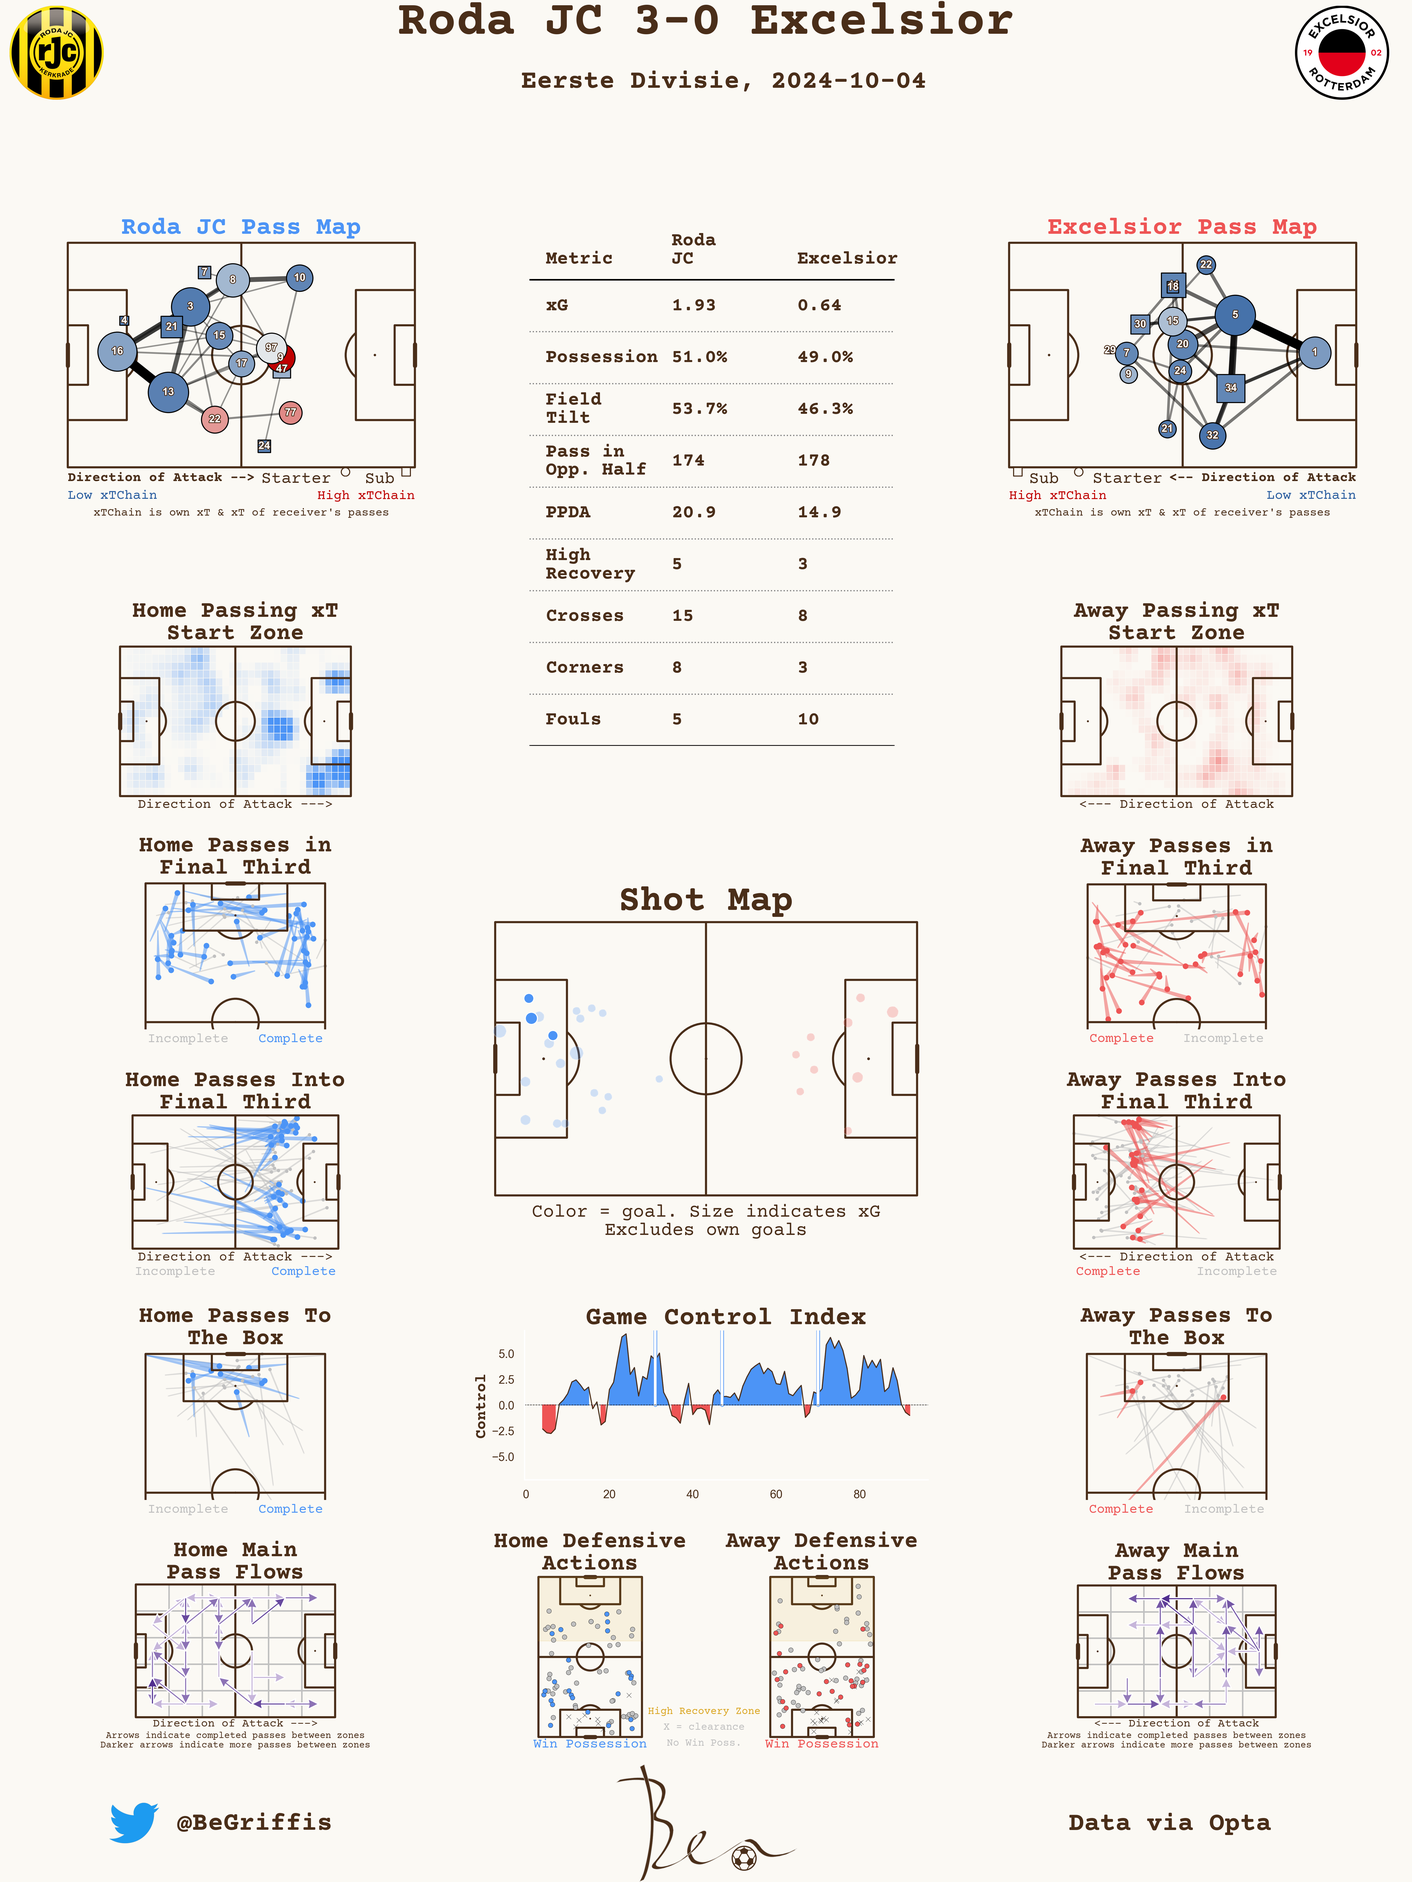 Roda JC 3-0 Excelsior
Eerste Divisie, 2024-10-04
RODA JC
rJc
KERKRADE
EXCELSIOR
19 02
ROTTERDAM
Roda JC Pass Map
7
8
10
3
4
21
15
16
97
9
17
47
13
22
77
24
Direction of Attack --> Starter Sub
Low xTChain High xTChain
xTChain is own xT & xT of receiver's passes
Metric Roda JC Excelsior
xG 1.93 0.64
Possession 51.0% 49.0%
Field Tilt 53.7% 46.3%
Pass in Opp. Half 174 178
PPDA 20.9 14.9
High Recovery 5 3
Crosses 15 8
Corners 8 3
Fouls 5 10
Excelsior Pass Map
22
18
5
30
15
20
29
7
1
9
24
34
21
32
Sub Starter <-- Direction of Attack
High xTChain Low xTChain
xTChain is own xT & xT of receiver's passes
Home Passing xT
Start Zone
Direction of Attack --->
Away Passing xT
Start Zone
<--- Direction of Attack
Home Passes in
Final Third
Incomplete Complete
Away Passes in
Final Third
Complete Incomplete
Shot Map
Color = goal. Size indicates xG
Excludes own goals
Home Passes Into
Final Third
Direction of Attack --->
Incomplete Complete
Away Passes Into
Final Third
<--- Direction of Attack
Complete Incomplete
Home Passes To
The Box
Incomplete Complete
Game Control Index
Control
5.0
2.5
0.0
−2.5
−5.0
0 20 40 60 80
Away Passes To
The Box
Complete Incomplete
Home Main
Pass Flows
Direction of Attack --->
Arrows indicate completed passes between zones
Darker arrows indicate more passes between zones
Home Defensive
Actions
Win Possession
Away Defensive
Actions
Win Possession
High Recovery Zone
X = clearance
No Win Poss.
Away Main
Pass Flows
<--- Direction of Attack
Arrows indicate completed passes between zones
Darker arrows indicate more passes between zones
@BeGriffis
Ben
Data via Opta